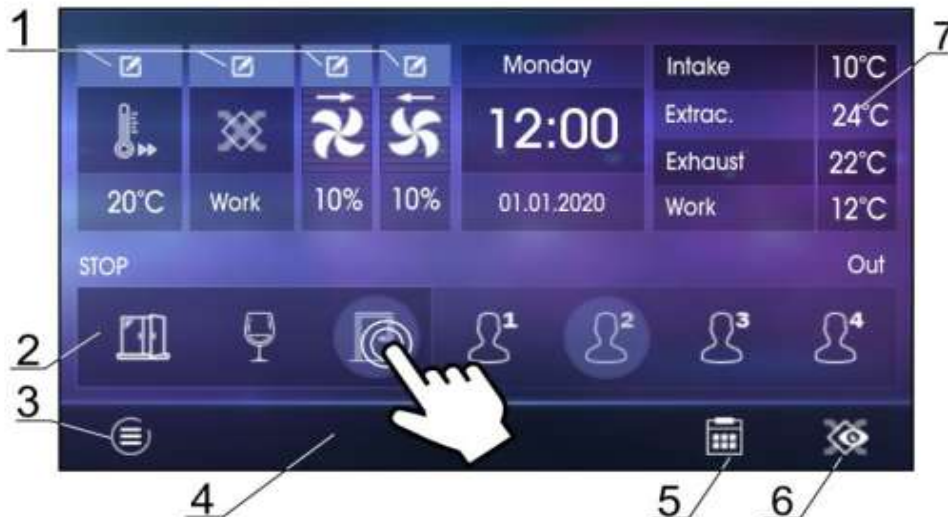 1
7
Monday
Intake 10°C
12:00
Extrac. 24°C
Exhaust 22°C
20°C Work 10% 10%
01.01.2020
Work 12°C
STOP
Out
2
1
2
3
4
3
4
5
6